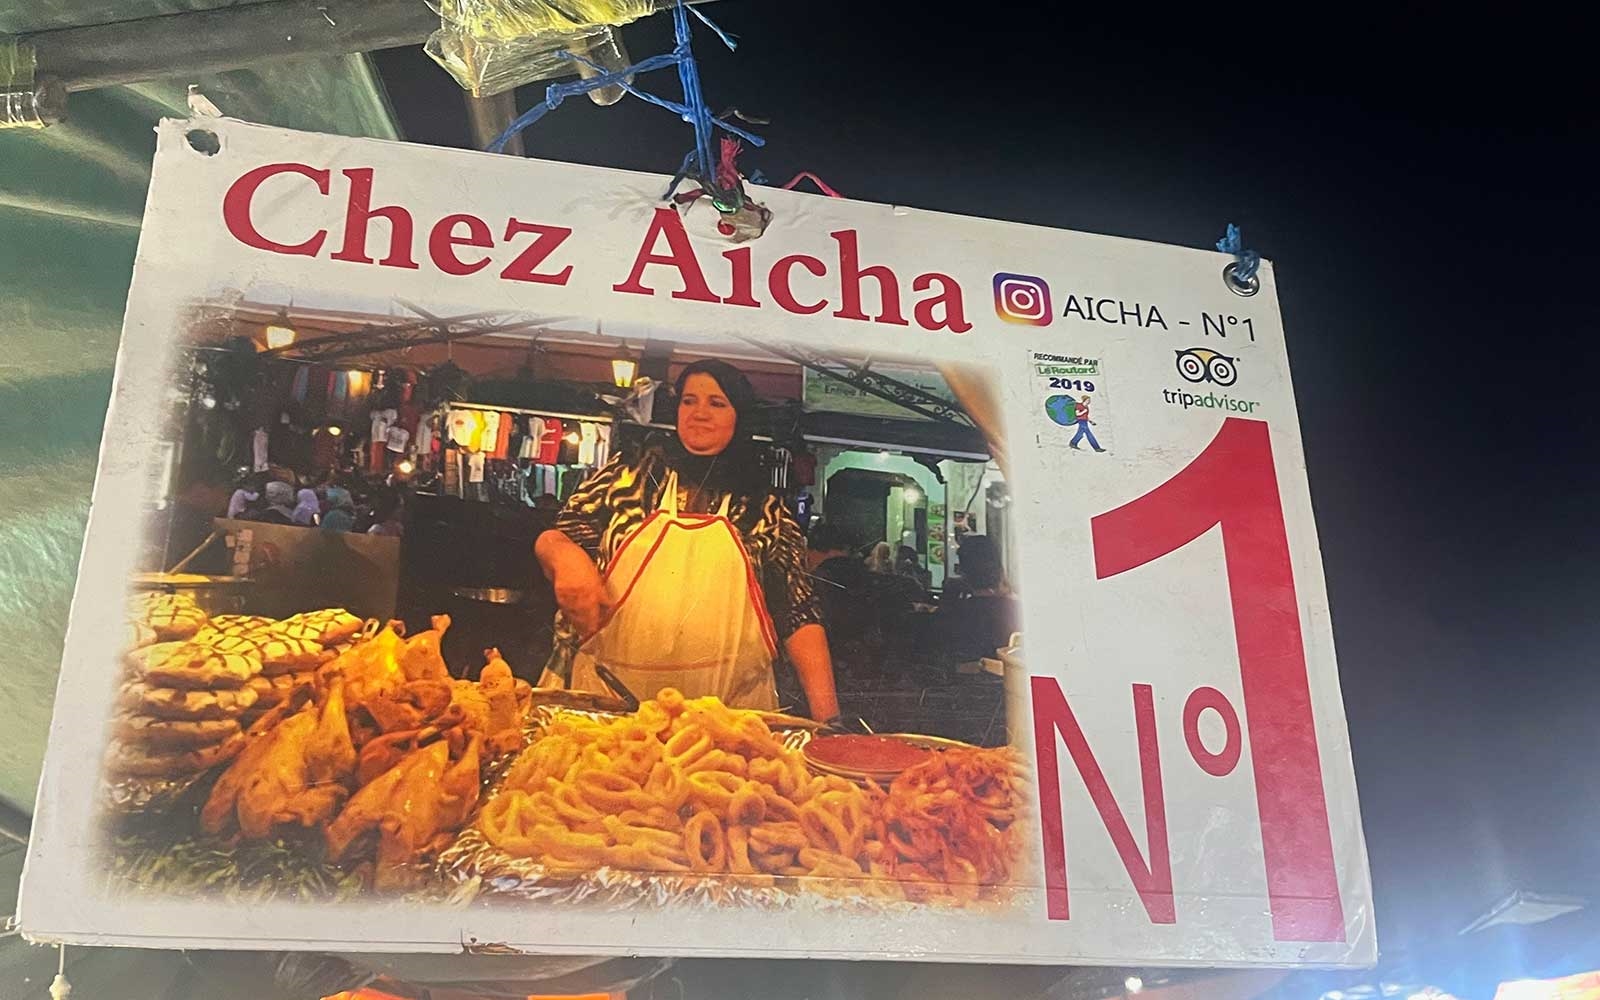 Chez Aicha
AICHA - N°1
RECOMMANDÉ PAR
Le Routard
2019
tripadvisor®
N°1